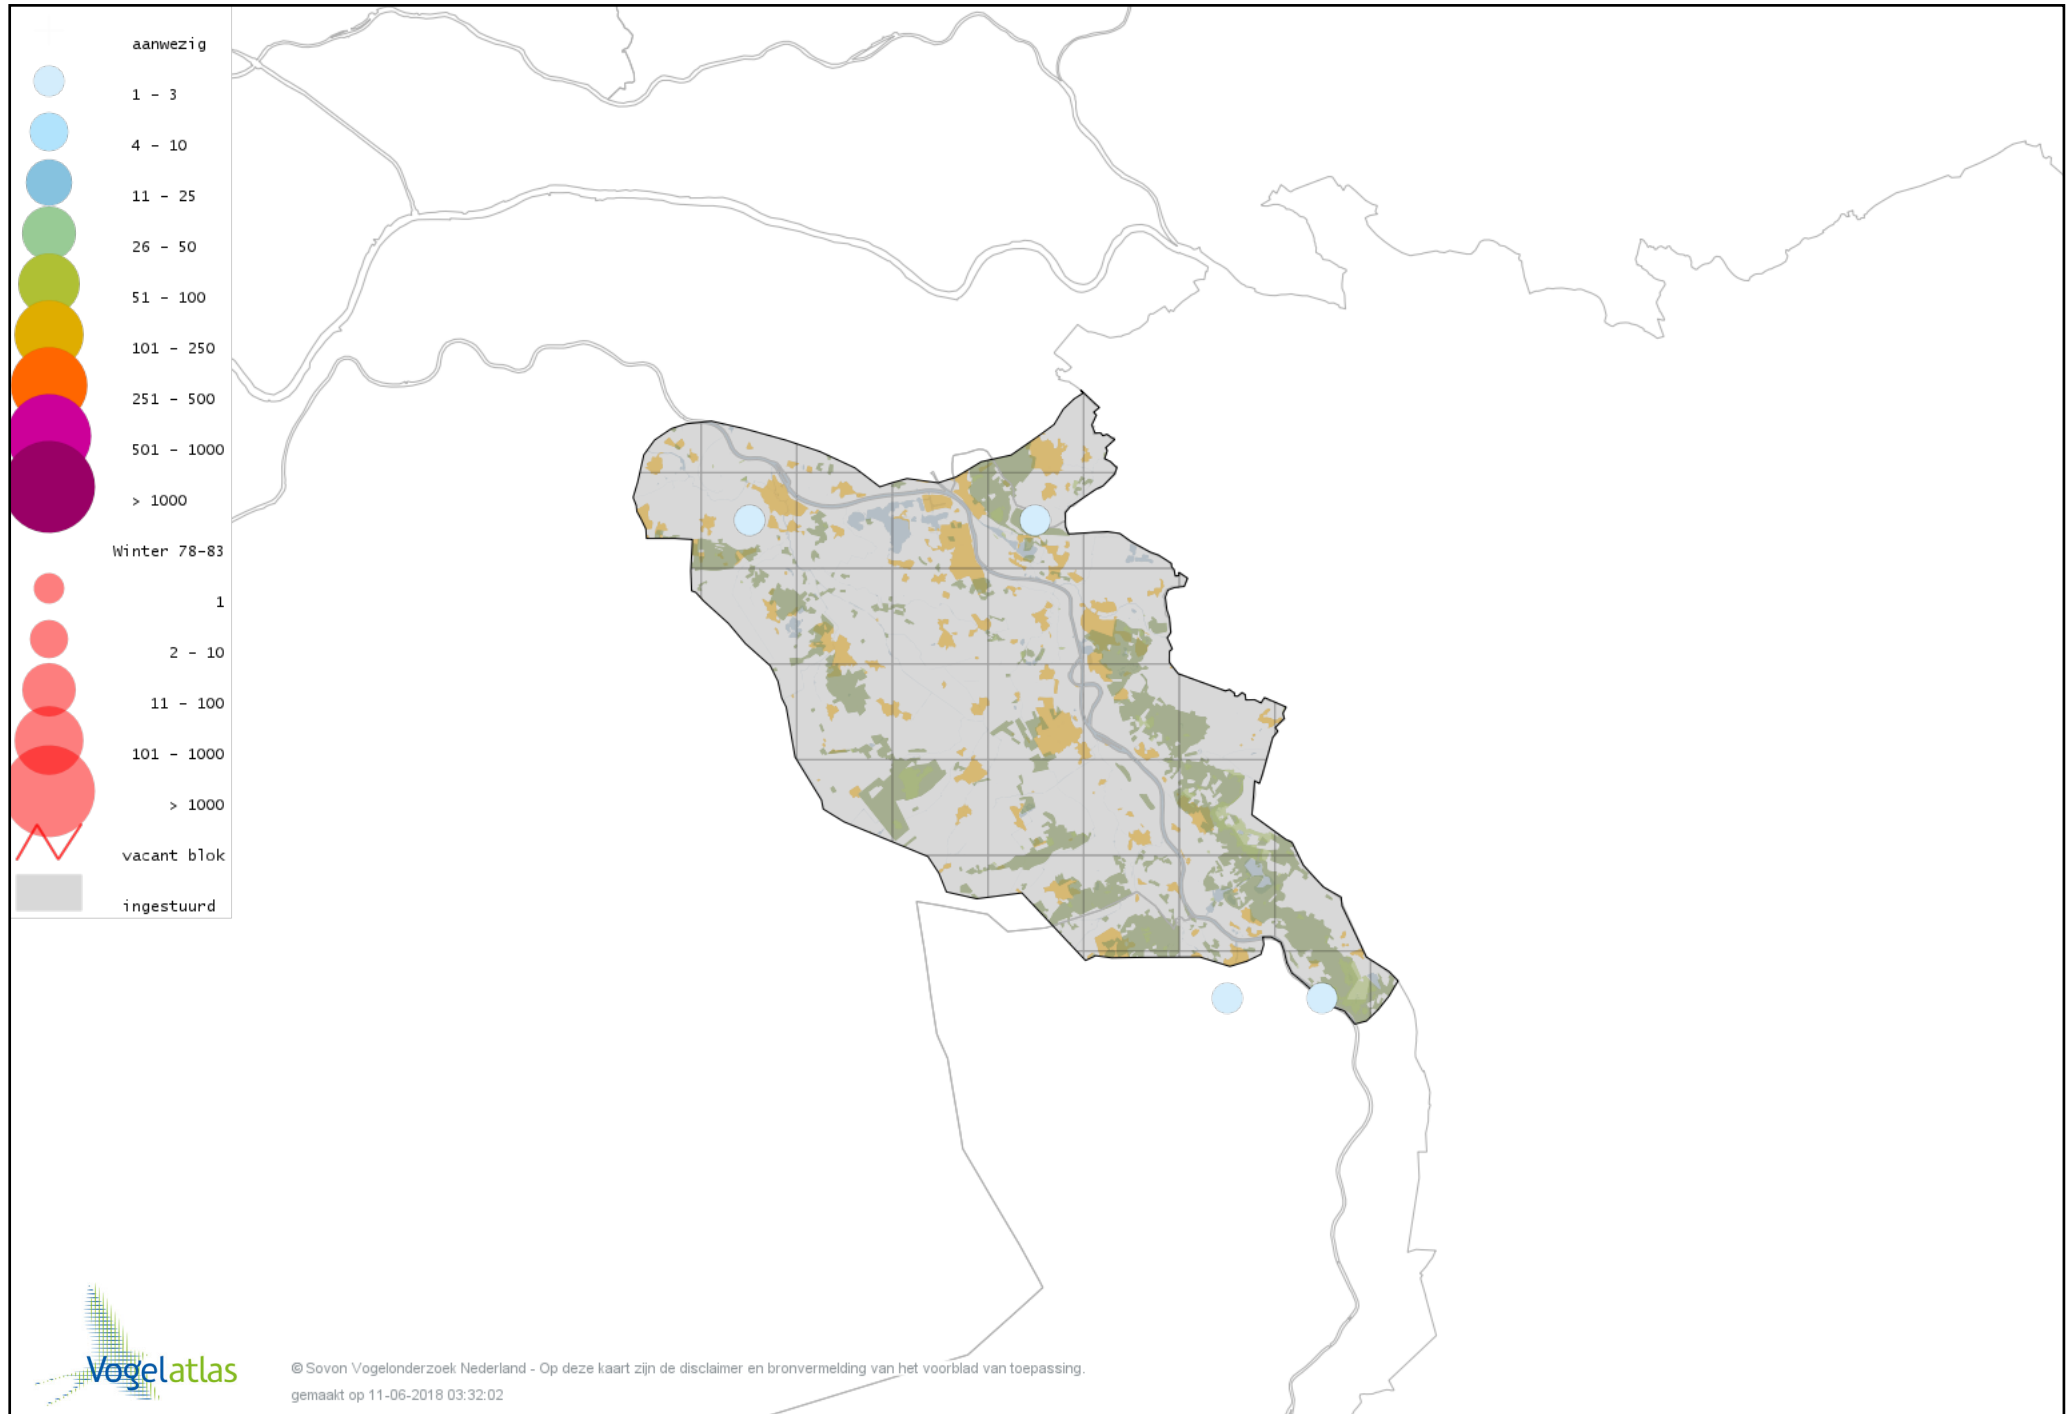 aanwezig
1 - 3
4 - 10
11 - 25
26 - 50
51 - 100
101 - 250
251 - 500
501 - 1000
> 1000
Winter 78-83
1
2 - 10
11 - 100
101 - 1000
> 1000
vacant blok
ingestuurd
Vogelatlas
© Sovon Vogelonderzoek Nederland - Op deze kaart zijn de disclaimer en bronvermelding van het voorblad van toepassing.
gemaakt op 11-06-2018 03:32:02